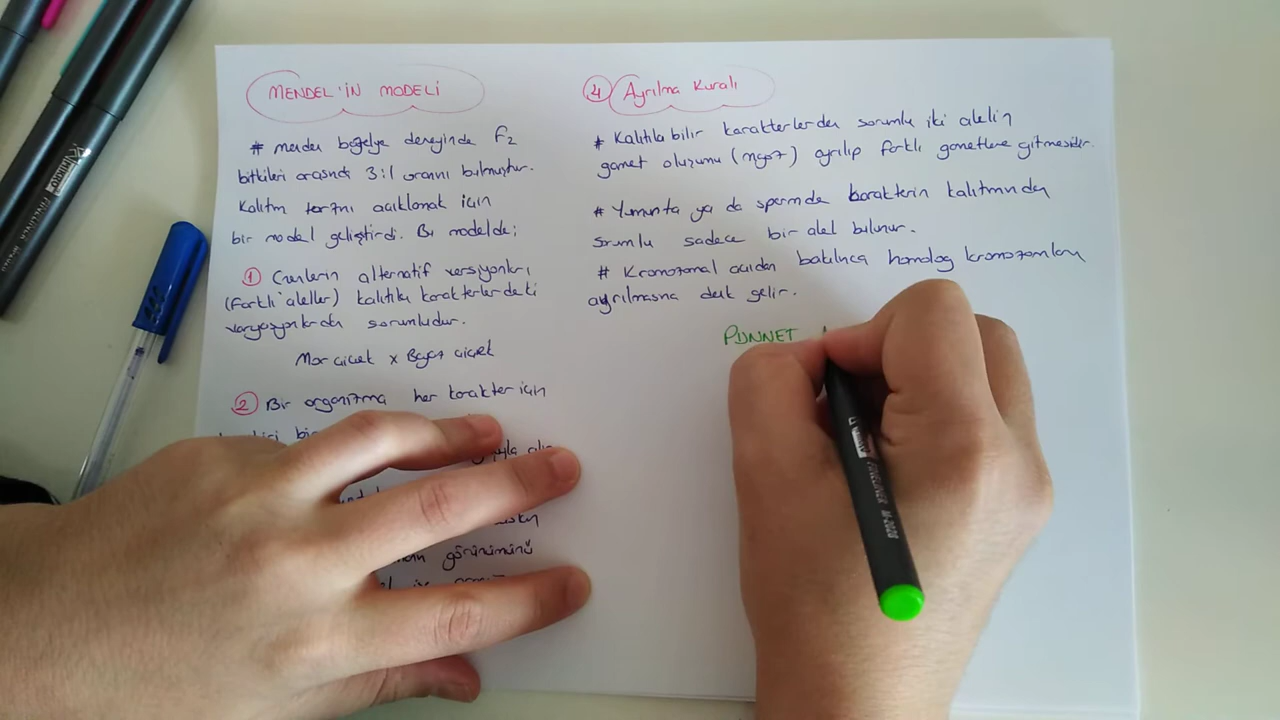 MENDEL'İN MODELİ
# Mendel bezelye deneyinde F2
bitkileri arasında 3:1 oranını bulmuştur.
Kalıtım tarzını açıklamak için
bir model geliştirdi. Bu modelde;
1 Genlerin alternatif versiyonları
(farklı aleller) kalıtılan karakterlerdeki
varyasyonlardan sorumludur.
Mor çiçek x Beyaz çiçek
2 Bir organizma her karakter için
görünümünü
4 Ayrılma Kuralı
# Kalıtılabilir karakterlerden sorumlu iki alelin
gamet oluşumu (mayoz) ayrılıp farklı gametlere gitmesidir.
# Yumurta ya da spermde karakterin kalıtımından
sorumlu sadece bir alel bulunur.
# Kromozomal açıdan bakılınca homolog kromozomların
ayrılmasına denk gelir.
PUNNET
FINELINER
FINELINER